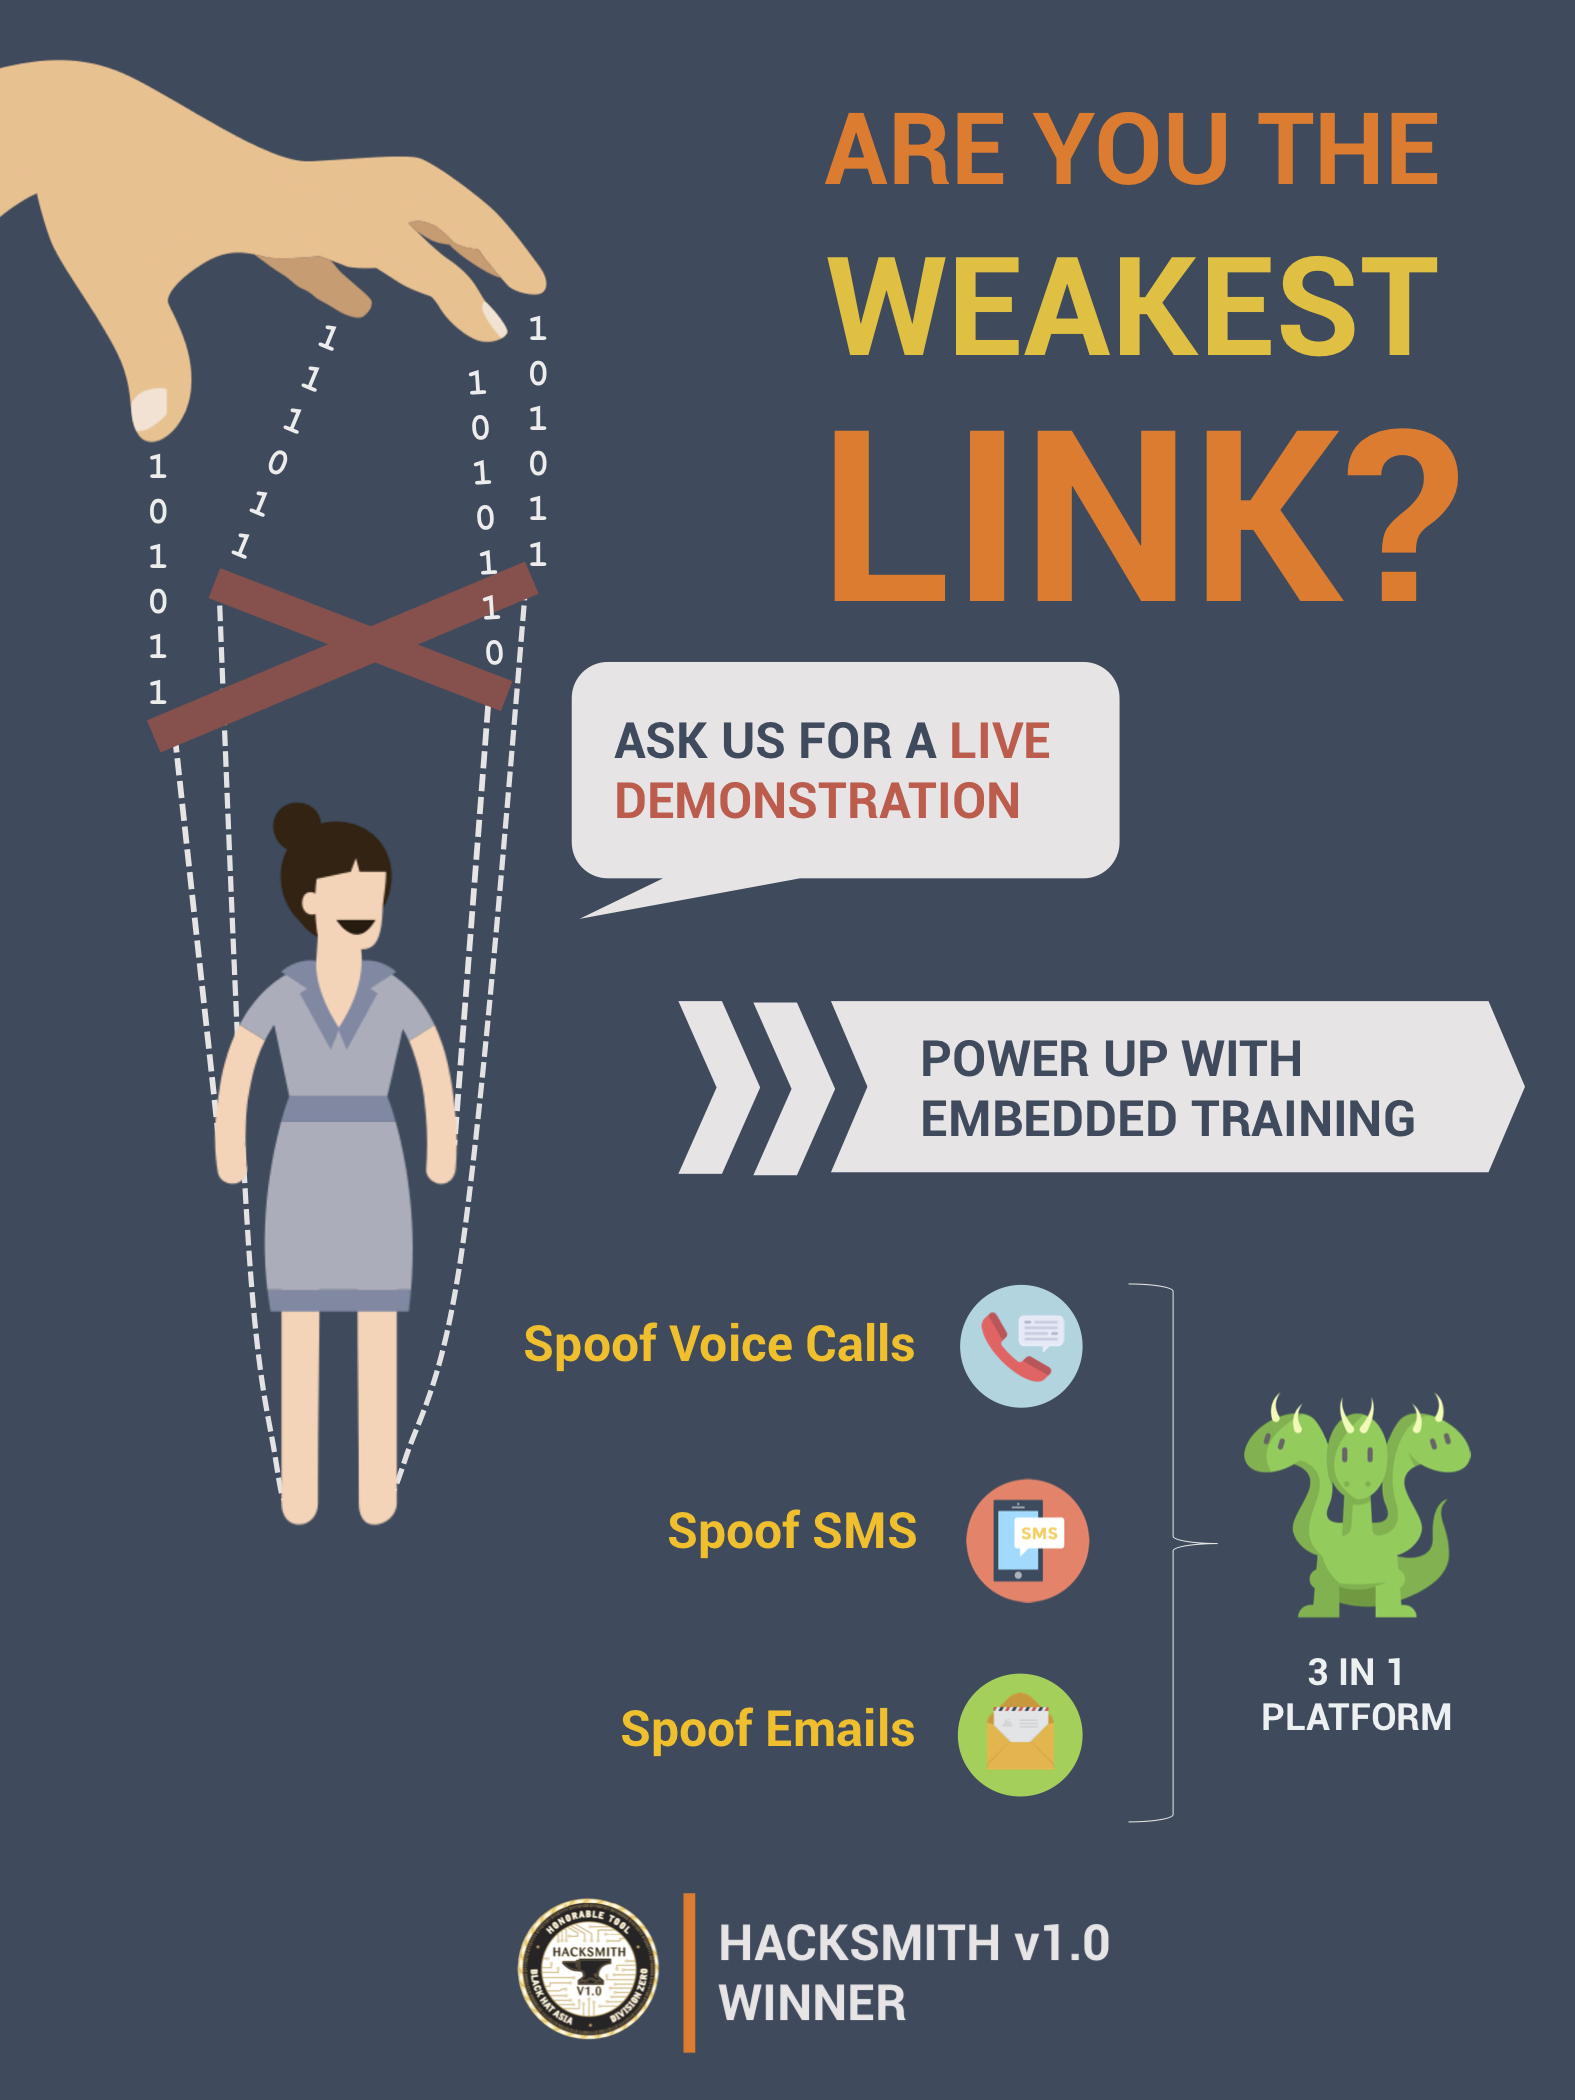 ARE YOU THE
WEAKEST
LINK?
1 1 1 0 1 1
1 0 1 0 1 1 0
1 0 1 0 1 1
1 0 1 0 1 1
ASK US FOR A LIVE
DEMONSTRATION
POWER UP WITH
EMBEDDED TRAINING
Spoof Voice Calls
Spoof SMS
SMS
Spoof Emails
3 IN 1
PLATFORM
HONORABLE TOOL
HACKSMITH
V1.0
BLACK HAT ASIA
DIVISION ZERO
HACKSMITH v1.0
WINNER